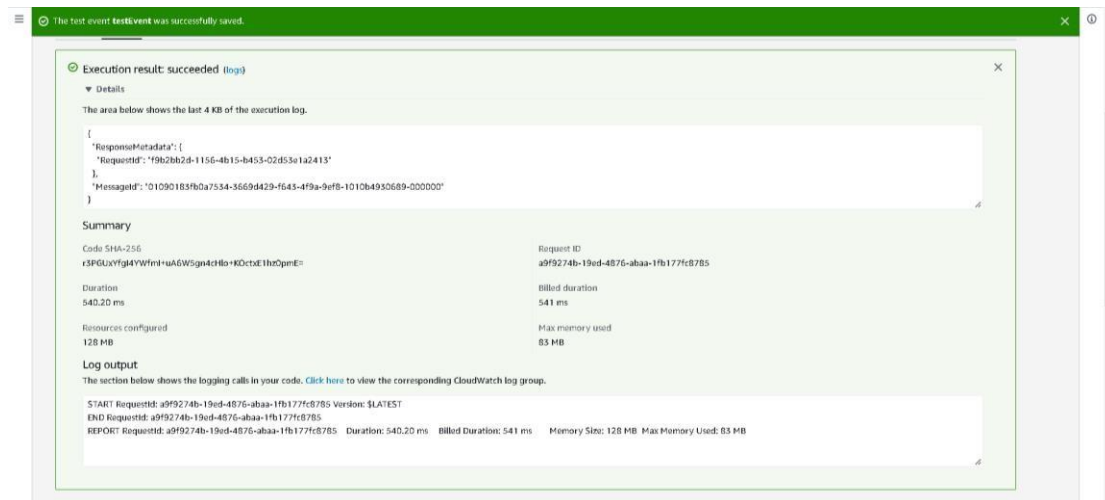 The test event testEvent was successfully saved.
Execution result: succeeded (logs)
Details
The area below shows the last 4 KB of the execution log.
{
"ResponseMetadata": {
"RequestId": "f9b2bb2d-1156-4b15-b453-02d53e1a2413"
},
"MessageId": "01090183fb0a7534-3669d429-f643-4f9a-9ef8-1010b4930689-000000"
}
Summary
Code SHA-256
Request ID
r3PGUxYfgl4YWfmI+uA6W5gn4cHlo+KOctxE1hzOpmE=
a9f9274b-19ed-4876-abaa-1fb177fc8785
Duration
Billed duration
540.20 ms
541 ms
Resources configured
Max memory used
128 MB
83 MB
Log output
The section below shows the logging calls in your code. Click here to view the corresponding CloudWatch log group.
START RequestId: a9f9274b-19ed-4876-abaa-1fb177fc8785 Version: $LATEST
END RequestId: a9f9274b-19ed-4876-abaa-1fb177fc8785
REPORT RequestId: a9f9274b-19ed-4876-abaa-1fb177fc8785 Duration: 540.20 ms Billed Duration: 541 ms Memory Size: 128 MB Max Memory Used: 83 MB